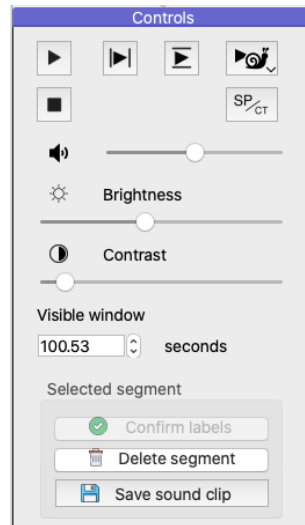 Controls
SP/CT
Brightness
Contrast
Visible window
100.53 seconds
Selected segment
Confirm labels
Delete segment
Save sound clip